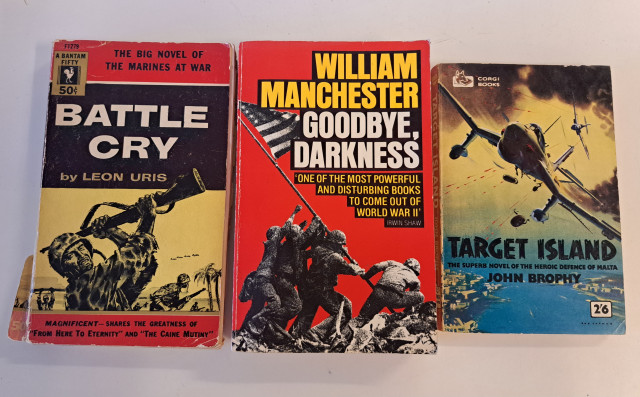 F1279
A BANTAM
FIFTY
50¢
THE BIG NOVEL OF
THE MARINES AT WAR
BATTLE
CRY
by LEON URIS
MAGNIFICENT—SHARES THE GREATNESS OF
"FROM HERE TO ETERNITY" AND "THE CAINE MUTINY"
WILLIAM
MANCHESTER
GOODBYE,
DARKNESS
'ONE OF THE MOST POWERFUL
AND DISTURBING BOOKS
TO COME OUT OF
WORLD WAR II'
IRWIN SHAW
CORGI
BOOKS
TARGET ISLAND
TARGET ISLAND
THE SUPERB NOVEL OF THE HEROIC DEFENCE OF MALTA
JOHN BROPHY
2'6